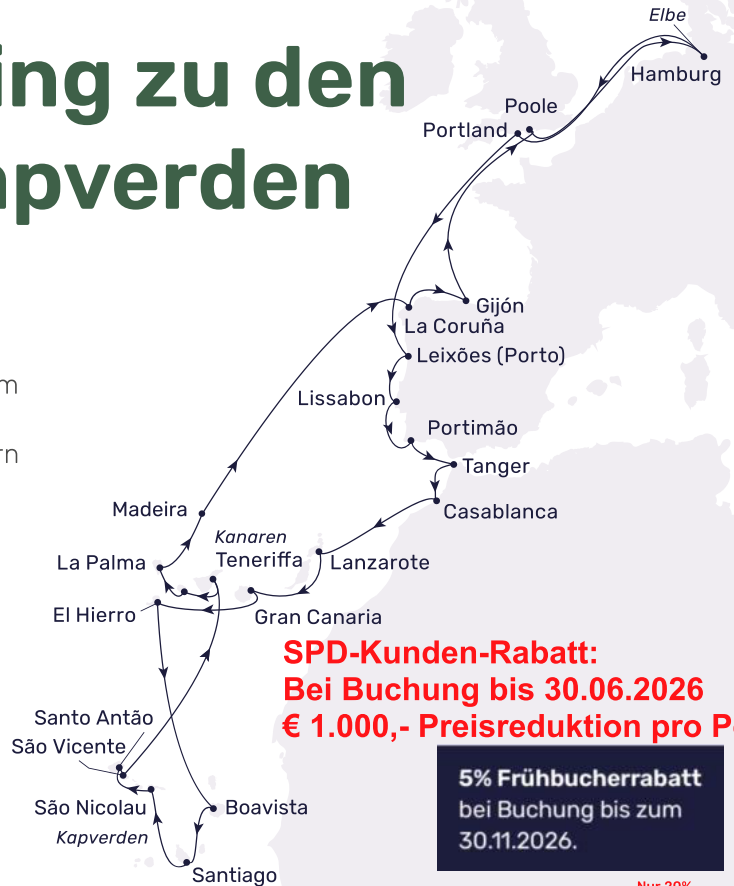 Elbe
Hamburg
ing zu den
Poole
Portland
apverden
Gijón
La Coruña
Leixões (Porto)
m
Lissabon
Portimão
rn
Tanger
Madeira
Casablanca
Kanaren
La Palma
Teneriffa
Lanzarote
El Hierro
Gran Canaria
SPD-Kunden-Rabatt:
Bei Buchung bis 30.06.2026
€ 1.000,- Preisreduktion pro P
Santo Antão
São Vicente
5% Frühbucherrabatt
bei Buchung bis zum
30.11.2026.
São Nicolau
Boavista
Kapverden
Santiago